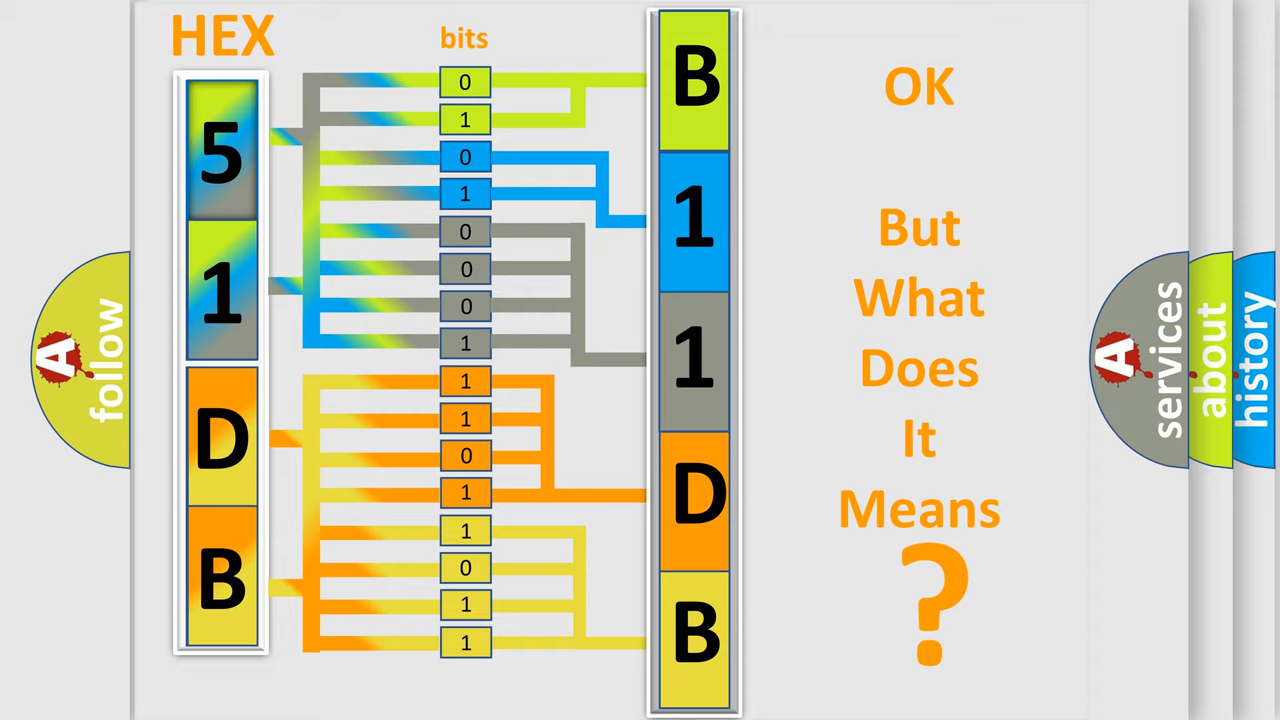 HEX
bits
5
1
D
B
0
1
0
1
0
0
0
1
1
1
0
1
1
0
1
1
B
1
1
D
B
OK
But
What
Does
It
Means
?
A
follow
A
services
about
history